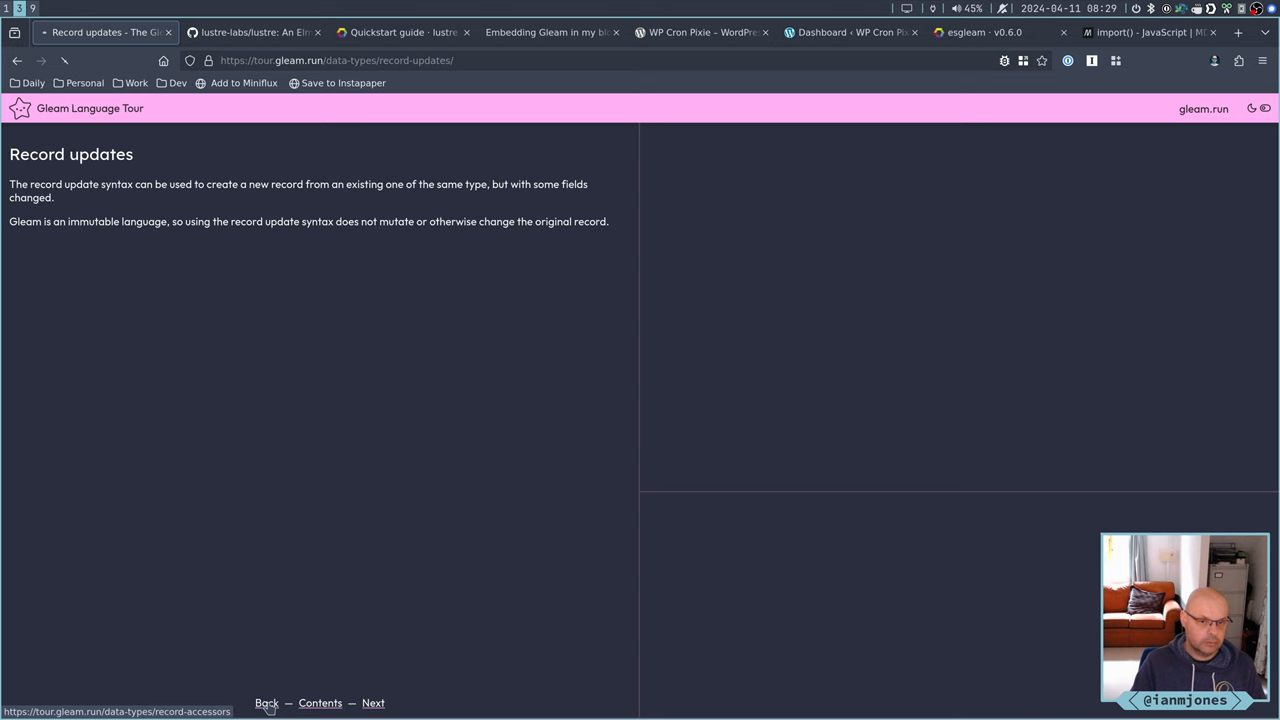 1 3 9
45%
2024-04-11 08:29
Record updates - The Gle
lustre-labs/lustre: An Elm
Quickstart guide · lustre
Embedding Gleam in my blo
WP Cron Pixie – WordPres
Dashboard ‹ WP Cron Pix
esgleam · v0.6.0
import() - JavaScript | MD
https://tour.gleam.run/data-types/record-updates/
Daily
Personal
Work
Dev
Add to Miniflux
Save to Instapaper
Gleam Language Tour
gleam.run
Record updates
The record update syntax can be used to create a new record from an existing one of the same type, but with some fields
changed.
Gleam is an immutable language, so using the record update syntax does not mutate or otherwise change the original record.
Back — Contents — Next
https://tour.gleam.run/data-types/record-accessors
@ianmjones